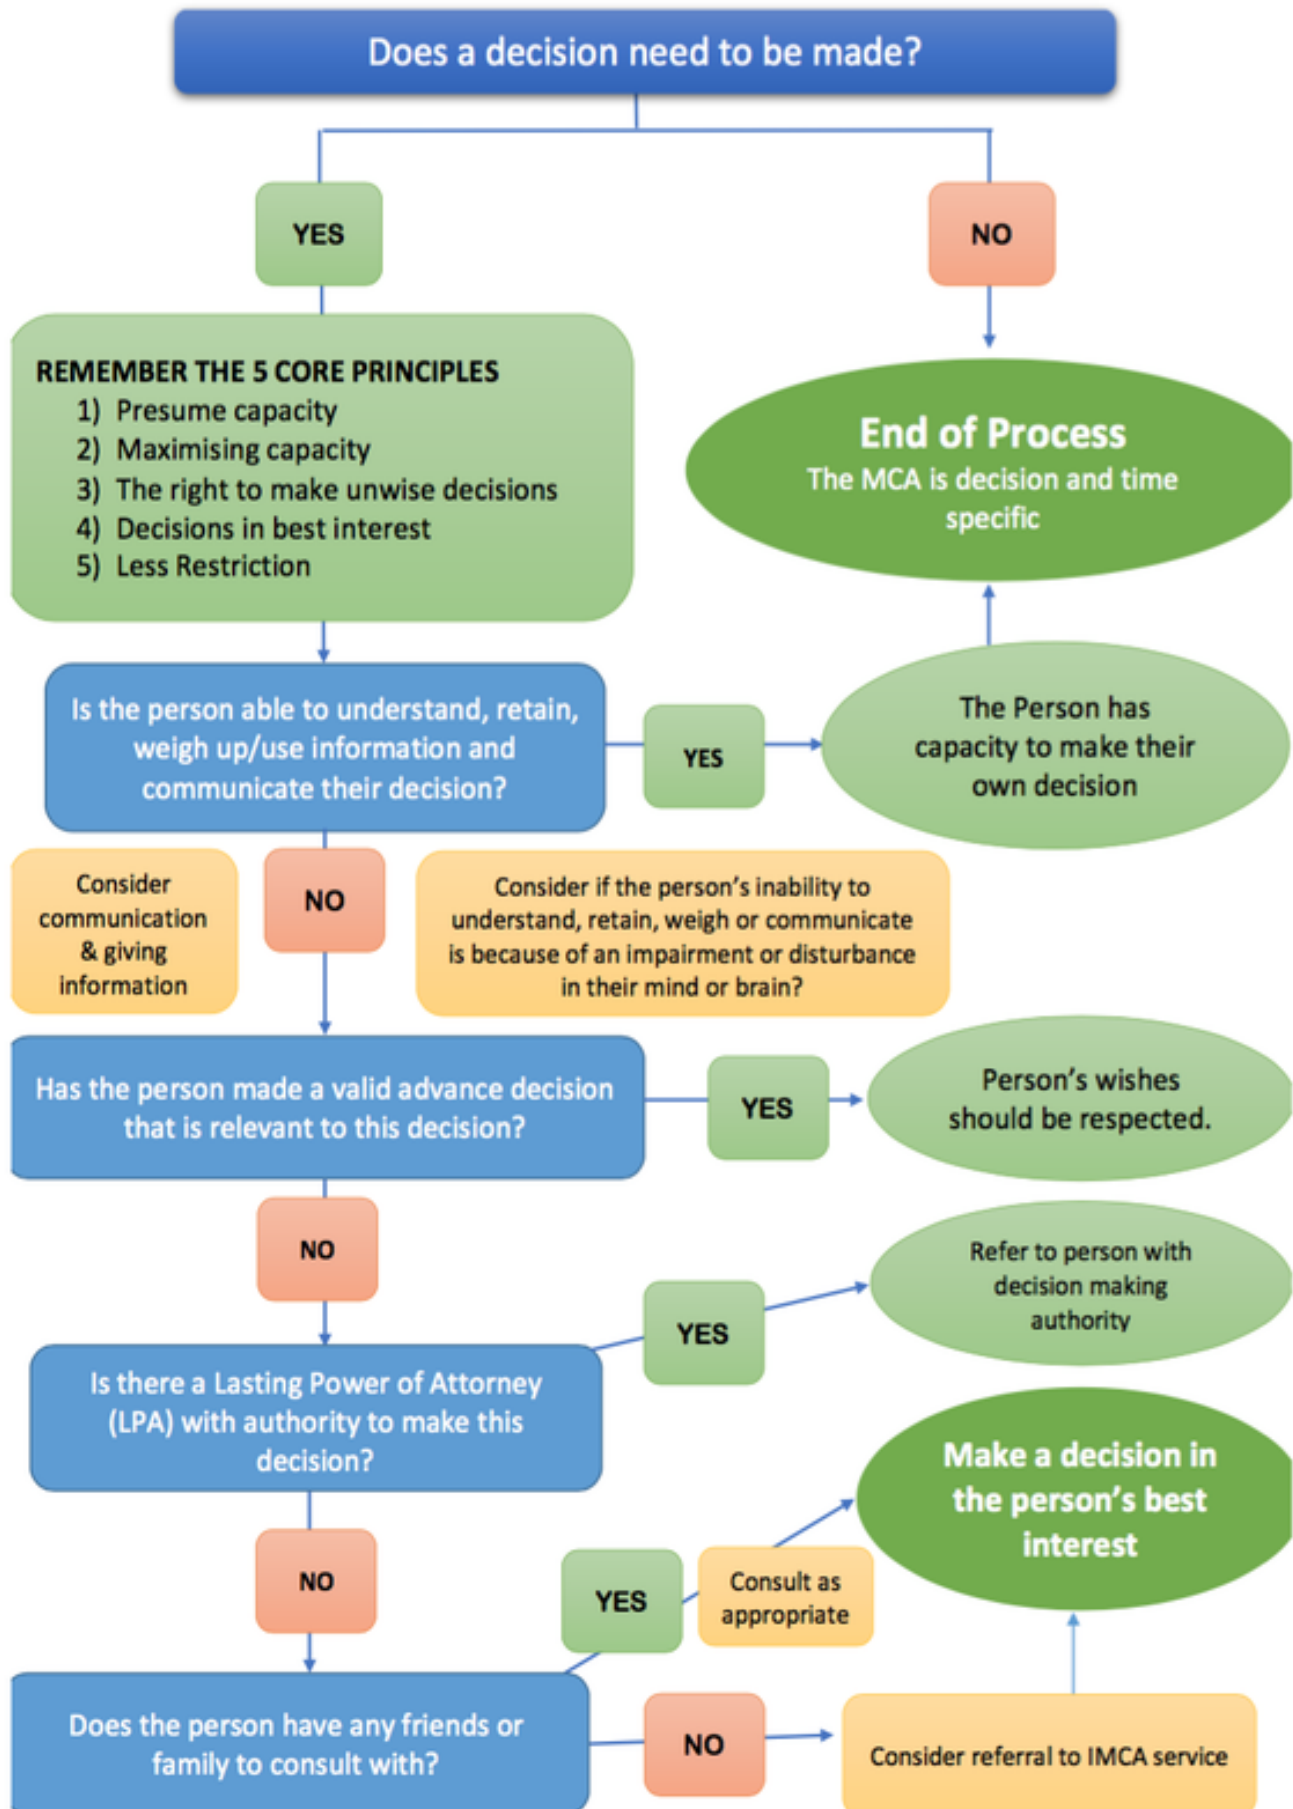 Does a decision need to be made?
YES
NO
REMEMBER THE 5 CORE PRINCIPLES
1) Presume capacity
2) Maximising capacity
3) The right to make unwise decisions
4) Decisions in best interest
5) Less Restriction
End of Process
The MCA is decision and time
specific
Is the person able to understand, retain,
weigh up/use information and
communicate their decision?
YES
The Person has
capacity to make their
own decision
Consider
communication
& giving
information
NO
Consider if the person's inability to
understand, retain, weigh or communicate
is because of an impairment or disturbance
in their mind or brain?
Has the person made a valid advance decision
that is relevant to this decision?
YES
Person's wishes
should be respected.
NO
Is there a Lasting Power of Attorney
(LPA) with authority to make this
decision?
YES
Refer to person with
decision making
authority
NO
Does the person have any friends or
family to consult with?
YES
Consult as
appropriate
Make a decision in
the person's best
interest
NO
Consider referral to IMCA service